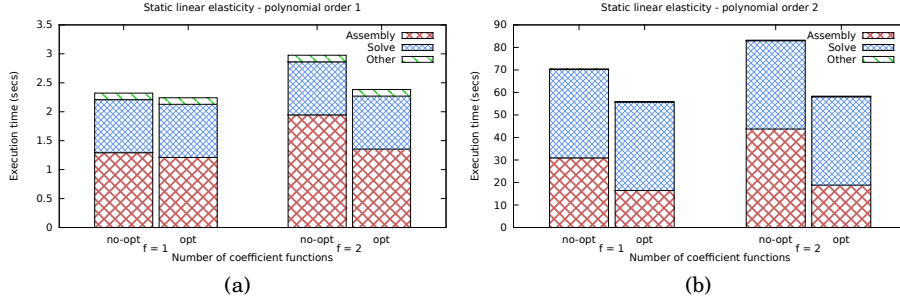 Static linear elasticity - polynomial order 1
Execution time (secs)
3.5
3
2.5
2
1.5
1
0.5
0
Assembly
Solve
Other
no-opt opt no-opt opt
f = 1 f = 2
Number of coefficient functions
(a)
Static linear elasticity - polynomial order 2
Execution time (secs)
90
80
70
60
50
40
30
20
10
0
Assembly
Solve
Other
no-opt opt no-opt opt
f = 1 f = 2
Number of coefficient functions
(b)